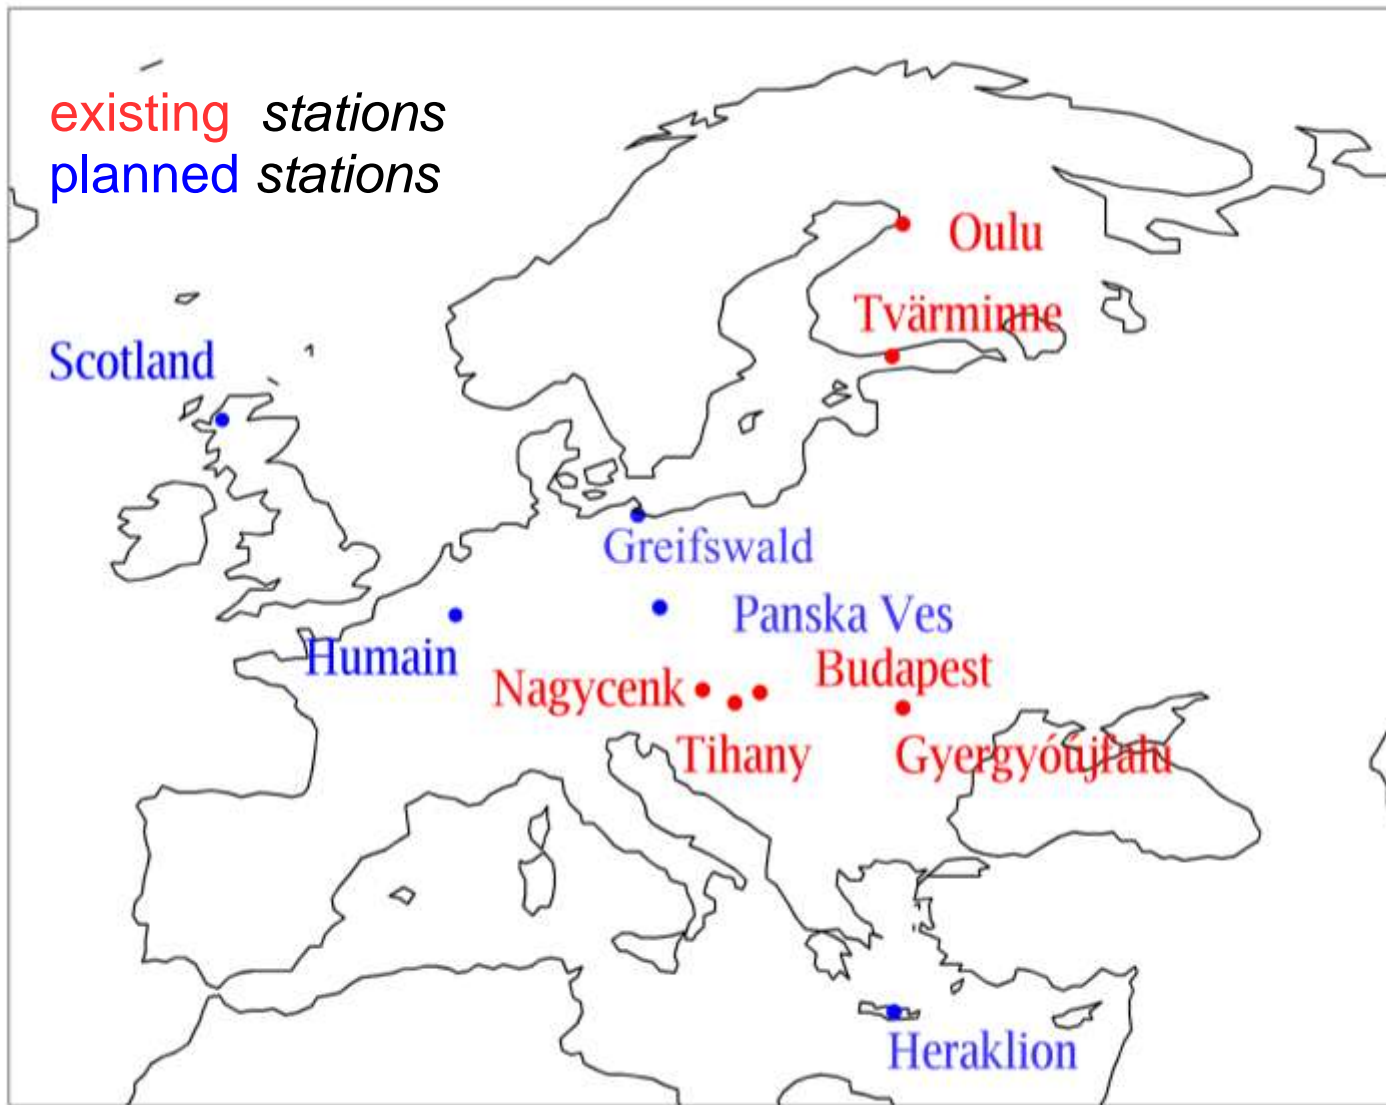 existing stations
planned stations
Oulu
Tvärminne
Scotland
Greifswald
Panska Ves
Humain
Budapest
Nagycenk
Tihany
Gyergyóújfalu
Heraklion